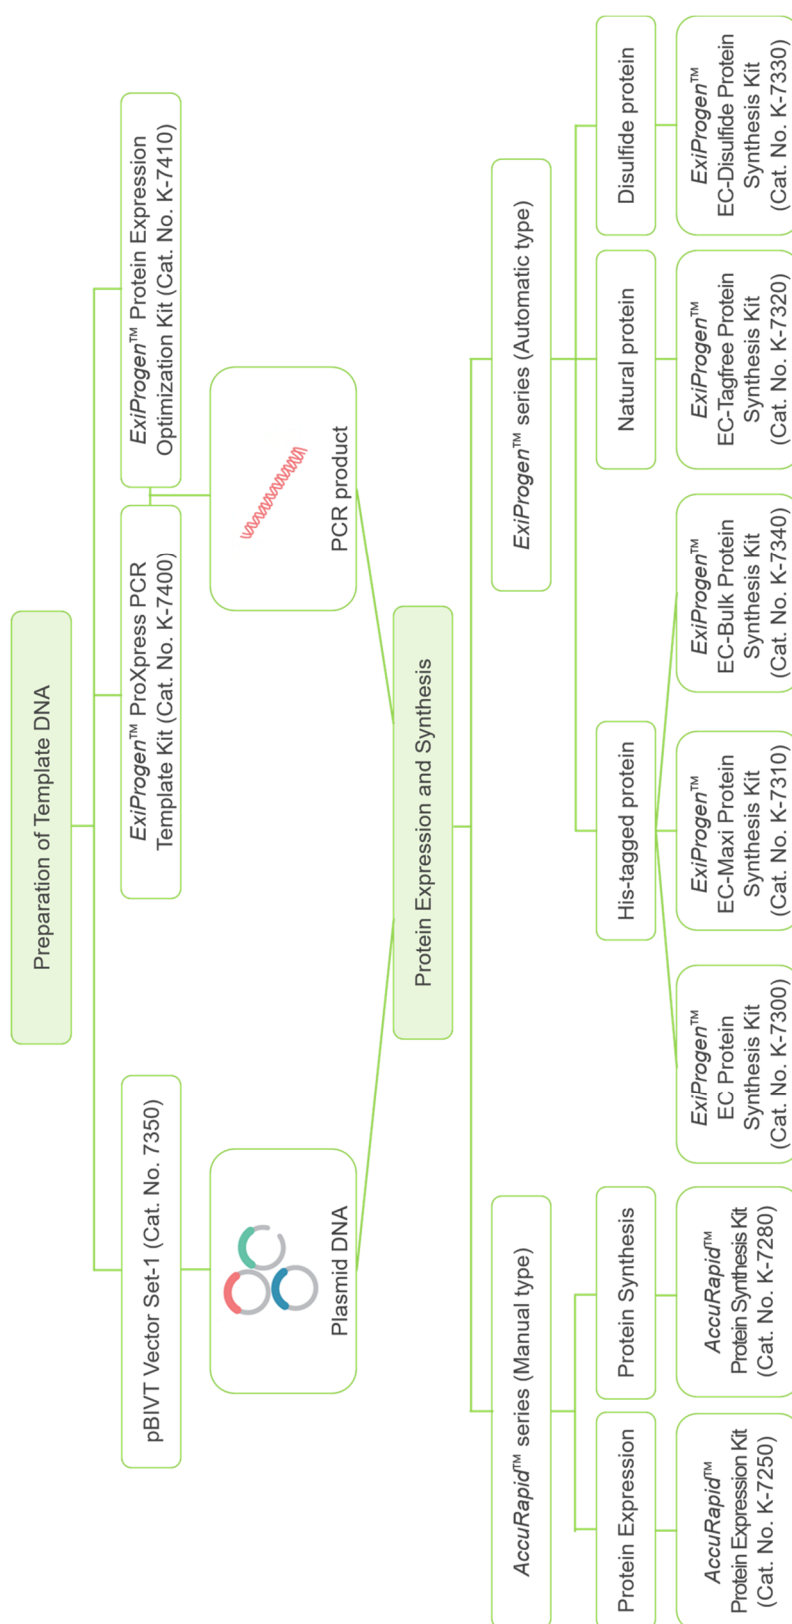 Preparation of Template DNA
pBIVT Vector Set-1 (Cat. No. 7350)
ExiProgen™ ProXpress PCR
Template Kit (Cat. No. K-7400)
ExiProgen™ Protein Expression
Optimization Kit (Cat. No. K-7410)
Plasmid DNA
PCR product
Protein Expression and Synthesis
AccuRapid™ series (Manual type)
ExiProgen™ series (Automatic type)
Protein Expression
Protein Synthesis
His-tagged protein
Natural protein
Disulfide protein
AccuRapid™
Protein Expression Kit
(Cat. No. K-7250)
AccuRapid™
Protein Synthesis Kit
(Cat. No. K-7280)
ExiProgen™
EC Protein
Synthesis Kit
(Cat. No. K-7300)
ExiProgen™
EC-Maxi Protein
Synthesis Kit
(Cat. No. K-7310)
ExiProgen™
EC-Bulk Protein
Synthesis Kit
(Cat. No. K-7340)
ExiProgen™
EC-Tagfree Protein
Synthesis Kit
(Cat. No. K-7320)
ExiProgen™
EC-Disulfide Protein
Synthesis Kit
(Cat. No. K-7330)